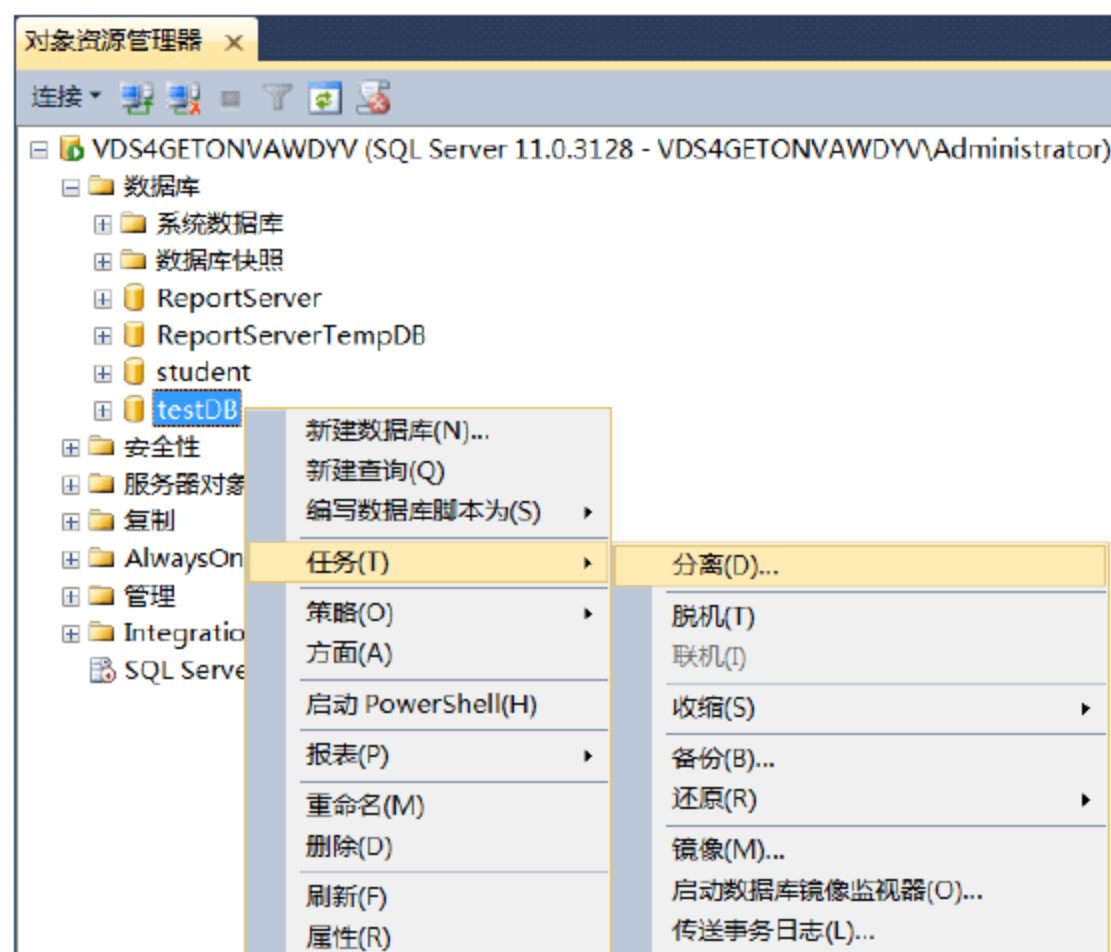 对象资源管理器
连接
VDS4GETONVAWDYV (SQL Server 11.0.3128 - VDS4GETONVAWDYV\Administrator)
数据库
系统数据库
数据库快照
ReportServer
ReportServerTempDB
student
testDB
安全性
服务器对象
复制
AlwaysOn
管理
Integratio
SQL Serve
新建数据库(N)...
新建查询(Q)
编写数据库脚本为(S)
任务(T)
策略(O)
方面(A)
启动 PowerShell(H)
报表(P)
重命名(M)
删除(D)
刷新(F)
属性(R)
分离(D)...
脱机(T)
联机(I)
收缩(S)
备份(B)...
还原(R)
镜像(M)...
启动数据库镜像监视器(O)...
传送事务日志(L)...